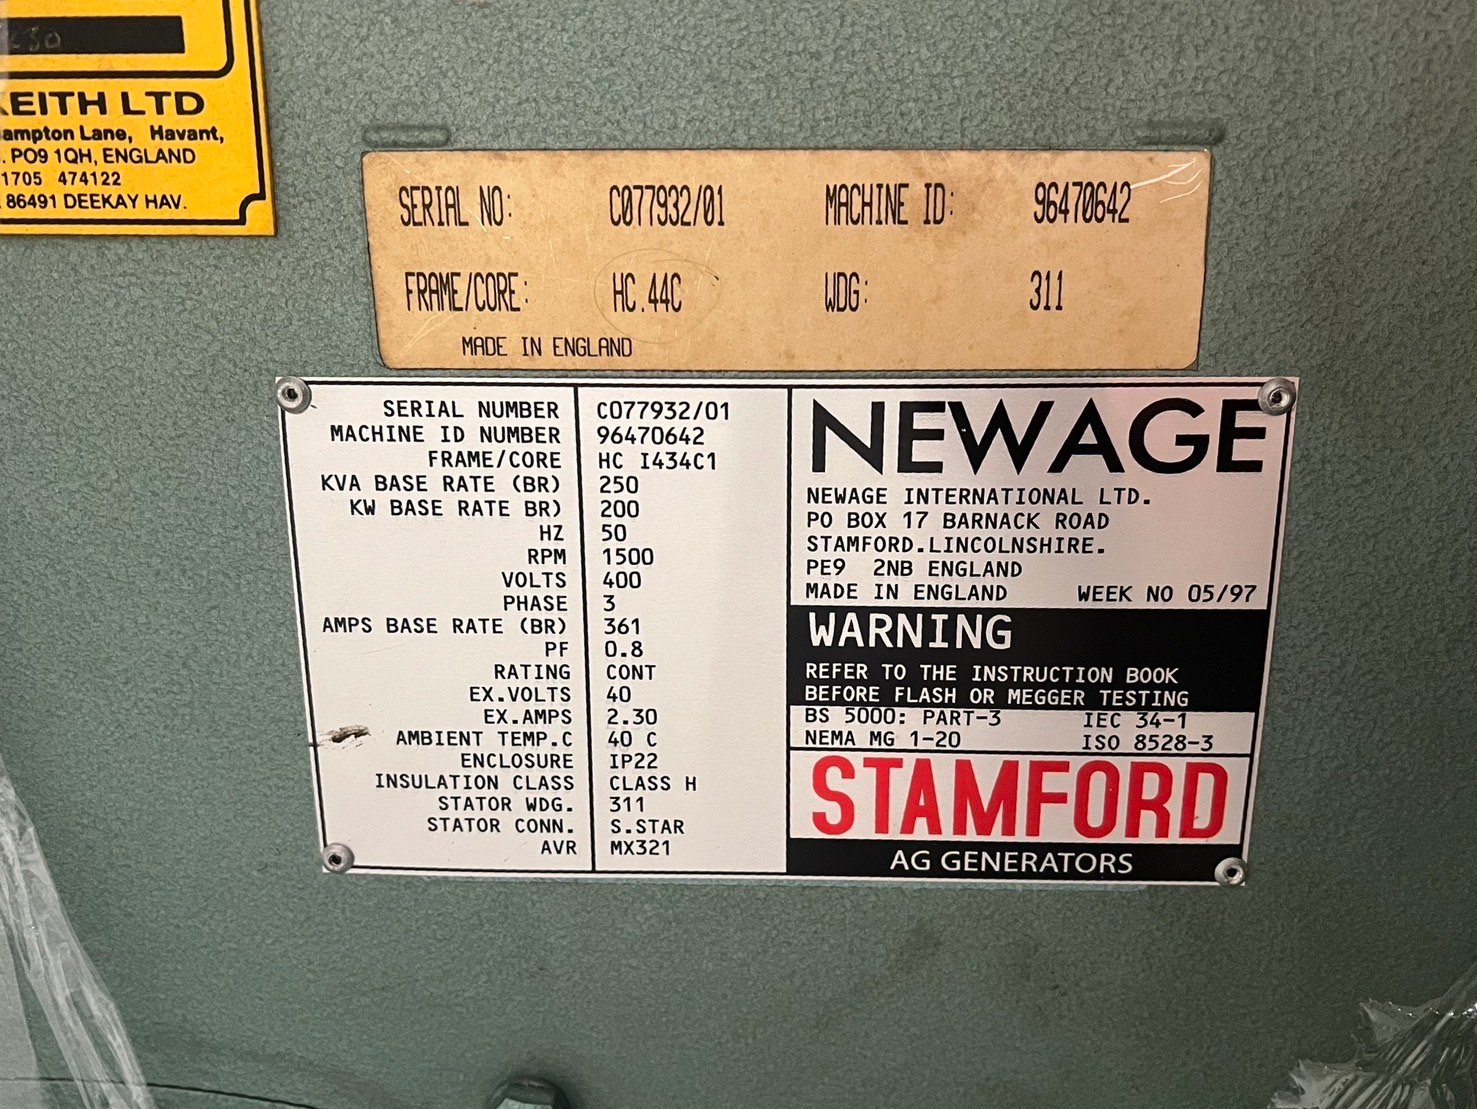 EITH LTD
ampton Lane, Havant,
. PO9 1QH, ENGLAND
1705 474122
86491 DEEKAY HAV.
SERIAL NO: C077932/01 MACHINE ID: 96470642
FRAME/CORE: HC.44C WDG: 311
MADE IN ENGLAND
SERIAL NUMBER C077932/01
MACHINE ID NUMBER 96470642
FRAME/CORE HC I434C1
KVA BASE RATE (BR) 250
KW BASE RATE BR) 200
HZ 50
RPM 1500
VOLTS 400
PHASE 3
AMPS BASE RATE (BR) 361
PF 0.8
RATING CONT
EX.VOLTS 40
EX.AMPS 2.30
AMBIENT TEMP.C 40 C
ENCLOSURE IP22
INSULATION CLASS CLASS H
STATOR WDG. 311
STATOR CONN. S.STAR
AVR MX321
NEWAGE
NEWAGE INTERNATIONAL LTD.
PO BOX 17 BARNACK ROAD
STAMFORD.LINCOLNSHIRE.
PE9 2NB ENGLAND
MADE IN ENGLAND WEEK NO 05/97
WARNING
REFER TO THE INSTRUCTION BOOK
BEFORE FLASH OR MEGGER TESTING
BS 5000: PART-3 IEC 34-1
NEMA MG 1-20 ISO 8528-3
STAMFORD
AG GENERATORS